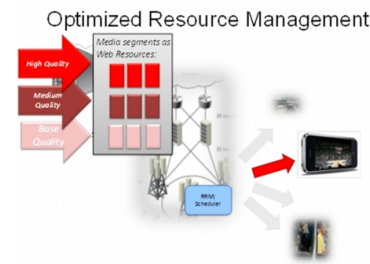 Optimized Resource Management
Media segments as
Web Resources:
High Quality
Medium
Quality
Base
Quality
RRM:
Scheduler